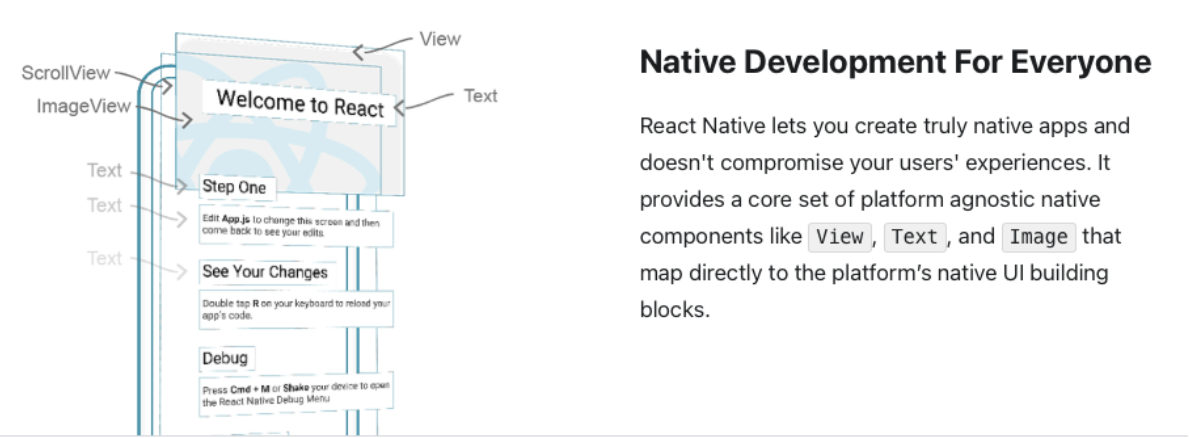 View
ScrollView
ImageView
Text
Welcome to React
Text
Step One
Text
Edit App.js to change this screen and then
come back to see your edits.
Text
See Your Changes
Double tap R on your keyboard to reload your
app's code.
Debug
Press Cmd + M or Shake your device to open
the React Native Debug Menu
Native Development For Everyone
React Native lets you create truly native apps and
doesn't compromise your users' experiences. It
provides a core set of platform agnostic native
components like View, Text, and Image that
map directly to the platform’s native UI building
blocks.